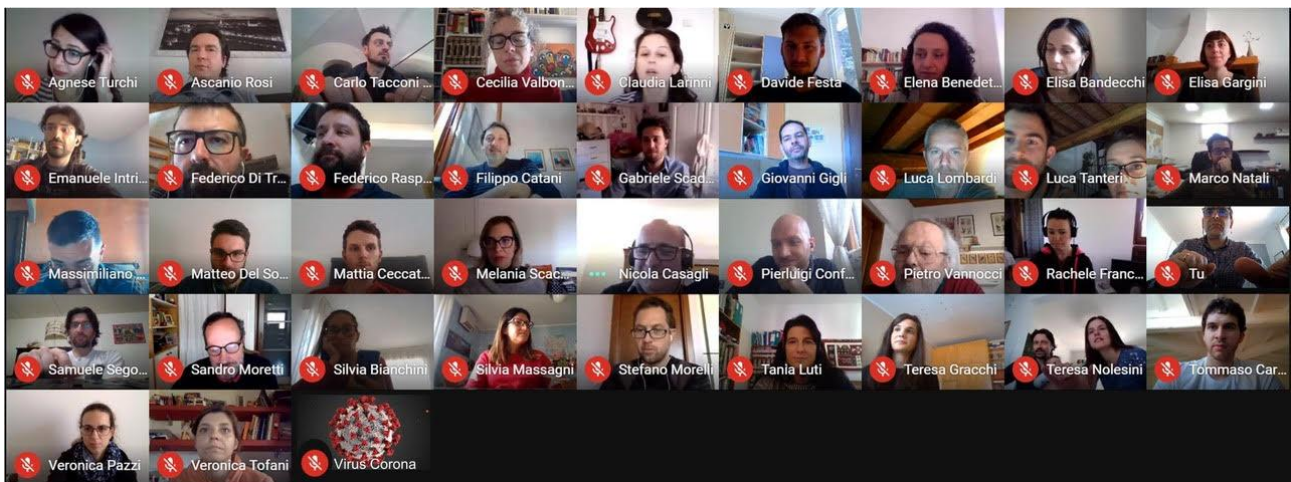 Agnese Turchi
Ascanio Rosi
Carlo Tacconi ...
Cecilia Valbon...
Claudia Larinni
Davide Festa
Elena Benedet...
Elisa Bandecchi
Elisa Gargini
Emanuele Intri...
Federico Di Tr...
Federico Rasp...
Filippo Catani
Gabriele Scad...
Giovanni Gigli
Luca Lombardi
Luca Tanteri
Marco Natali
Massimiliano ...
Matteo Del So...
Mattia Ceccat...
Melania Scac...
Nicola Casagli
Pierluigi Conf...
Pietro Vannocci
Rachele Franc...
Tu
Samuele Sego...
Sandro Moretti
Silvia Bianchini
Silvia Massagni
Stefano Morelli
Tania Luti
Teresa Gracchi
Teresa Nolesini
Tommaso Car...
Veronica Pazzi
Veronica Tofani
Virus Corona